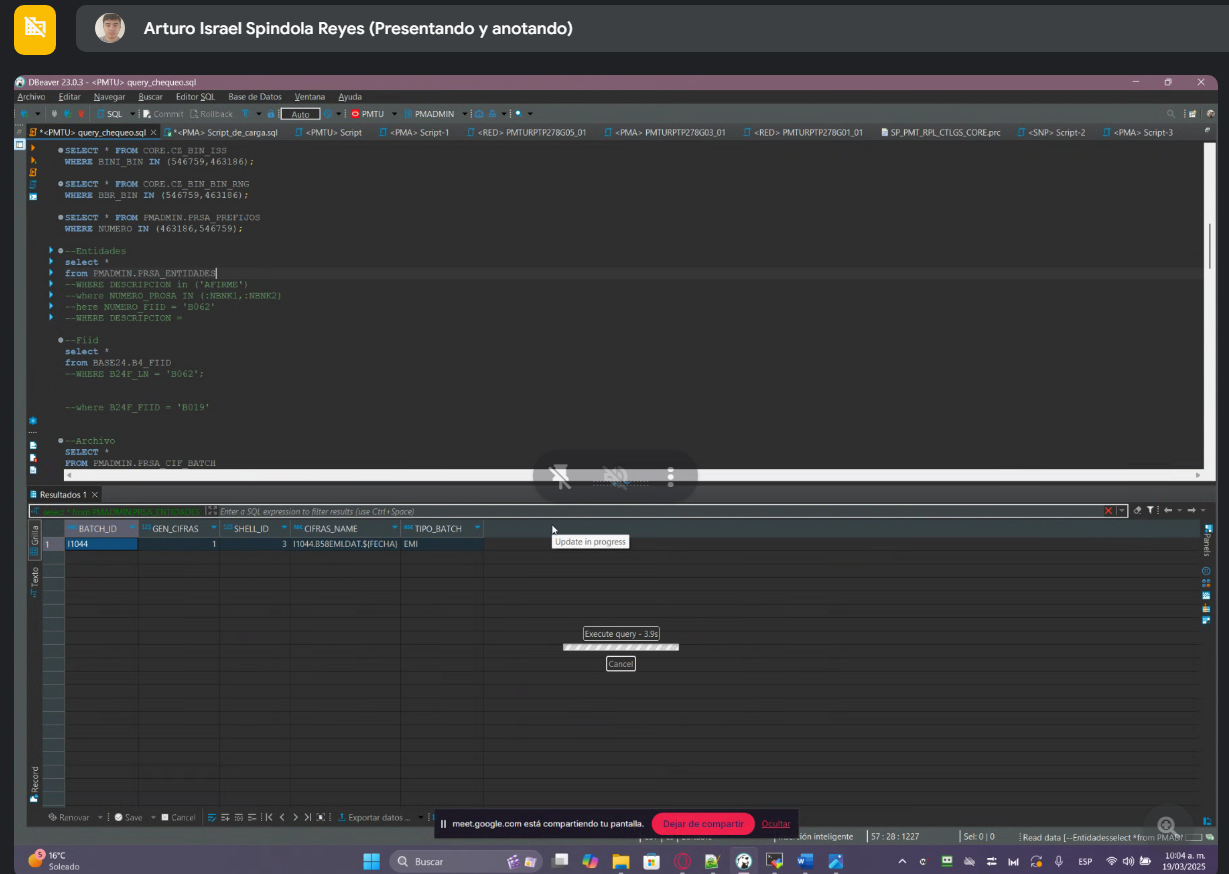 Arturo Israel Spindola Reyes (Presentando y anotando)
DBeaver 23.0.3 - <PMTU> query_chequeo.sql
Archivo Editar Navegar Buscar Editor SQL Base de Datos Ventana Ayuda
SQL Commit Rollback Auto PMTU PMADMIN
*<PMTU> query_chequeo.sql *<PMA> Script_de_carga.sql <PMTU> Script <PMA> Script-1 <RED> PMTURPTP278G05_01 <PMA> PMTURPTP278G03_01 <RED> PMTURPTP278G01_01 SP_PMT_RPL_CTLGS_CORE.prc <SNP> Script-2 <PMA> Script-3
SELECT * FROM CORE.CZ_BIN_ISS
WHERE BINI_BIN IN (546759,463186);
SELECT * FROM CORE.CZ_BIN_BIN_RNG
WHERE BBR_BIN IN (546759,463186);
SELECT * FROM PMADMIN.PRSA_PREFIJOS
WHERE NUMERO IN (463186,546759);
--Entidades
select *
from PMADMIN.PRSA_ENTIDADES
--WHERE DESCRIPCION in ('AFIRME')
--where NUMERO_PROSA IN (:NBNK1,:NBNK2)
--here NUMERO_FIID = 'B062'
--WHERE DESCRIPCION =
--Fiid
select *
from BASE24.B4_FIID
--WHERE B24F_LN = 'B062';
--where B24F_FIID = 'B019'
--Archivo
SELECT *
FROM PMADMIN.PRSA_CIF_BATCH
Resultados 1
select * from PMADMIN.PRSA_ENTIDADES Enter a SQL expression to filter results (use Ctrl+Space)
Grilla
Texto
Record
Panels
BATCH_ID GEN_CIFRAS SHELL_ID CIFRAS_NAME TIPO_BATCH
1 I1044 1 3 I1044.B58EMI.DAT.${FECHA} EMI
Update in progress
Execute query - 3.9s
Cancel
Renovar Save Cancel Exportar datos ...
meet.google.com está compartiendo tu pantalla. Dejar de compartir Ocultar
inteligente 57 : 28 : 1227 Sel: 0 | 0 Read data [--Entidadesselect *from PMAD
5
16°C
Soleado
Buscar
ESP
10:04 a. m.
19/03/2025